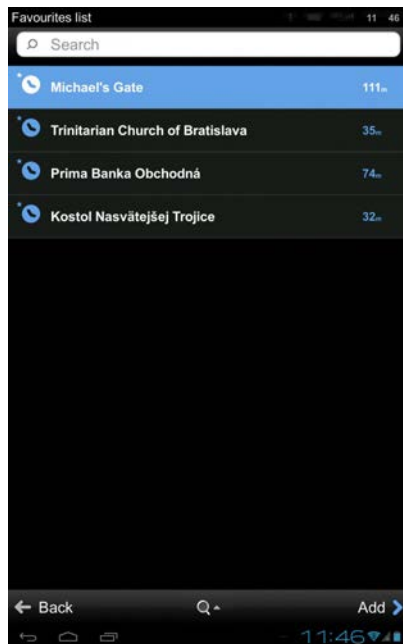 Favourites list 11 46
Search
Michael's Gate 111m
Trinitarian Church of Bratislava 35m
Prima Banka Obchodná 74m
Kostol Nasvätejšej Trojice 32m
Back Add
11:46